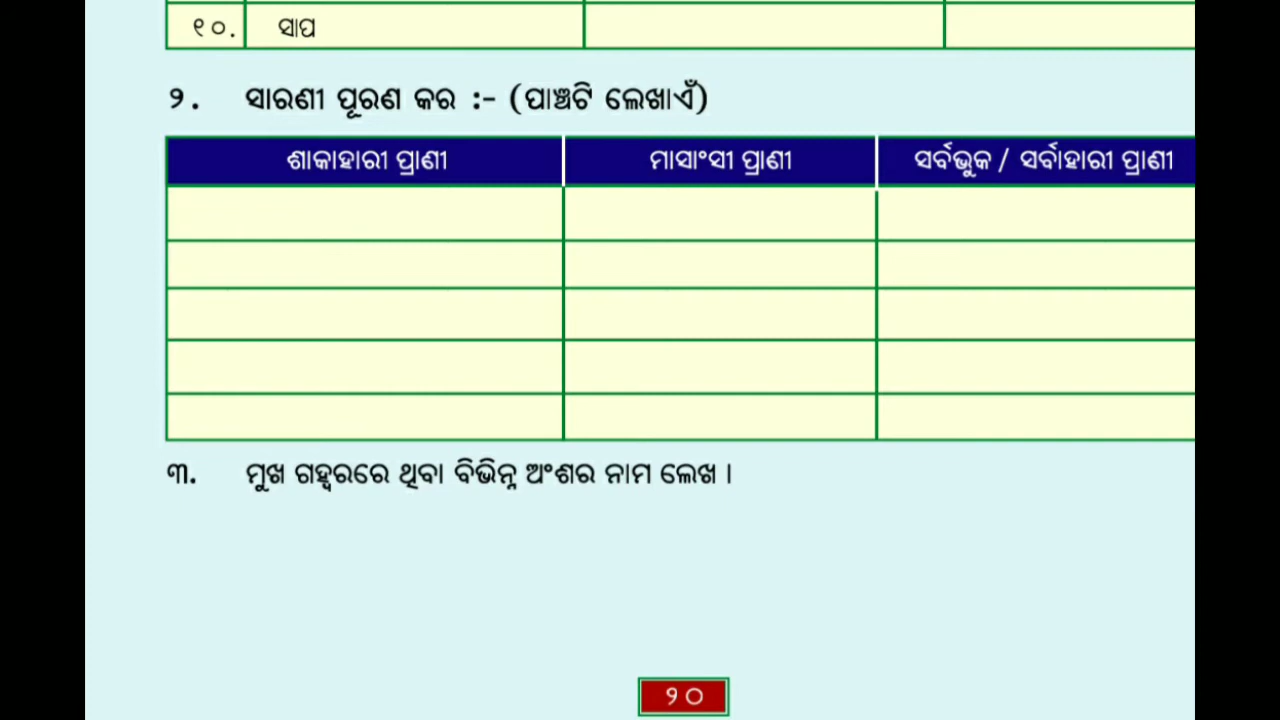 ୧୦. ସାପ
୨. ସାରଣୀ ପୂରଣ କର :- (ପାଞ୍ଚଟି ଲେଖାଏଁ)
ଶାକାହାରୀ ପ୍ରାଣୀ ମାସାଂସୀ ପ୍ରାଣୀ ସର୍ବଭୁକ / ସର୍ବାହାରୀ ପ୍ରାଣୀ
୩. ମୁଖ ଗହ୍ୱରରେ ଥିବା ବିଭିନ୍ନ ଅଂଶର ନାମ ଲେଖ ।
୨୦